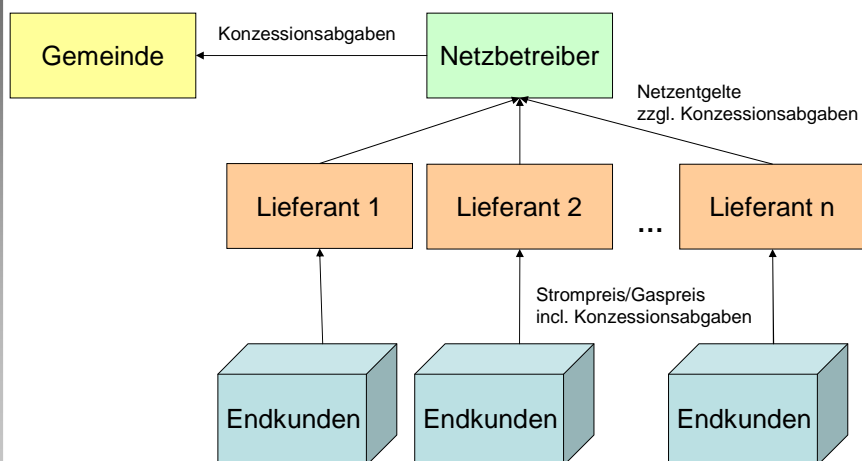 Konzessionsabgaben
Gemeinde
Netzbetreiber
Netzentgelte
zzgl. Konzessionsabgaben
Lieferant 1
Lieferant 2
...
Lieferant n
Strompreis/Gaspreis
incl. Konzessionsabgaben
Endkunden
Endkunden
Endkunden